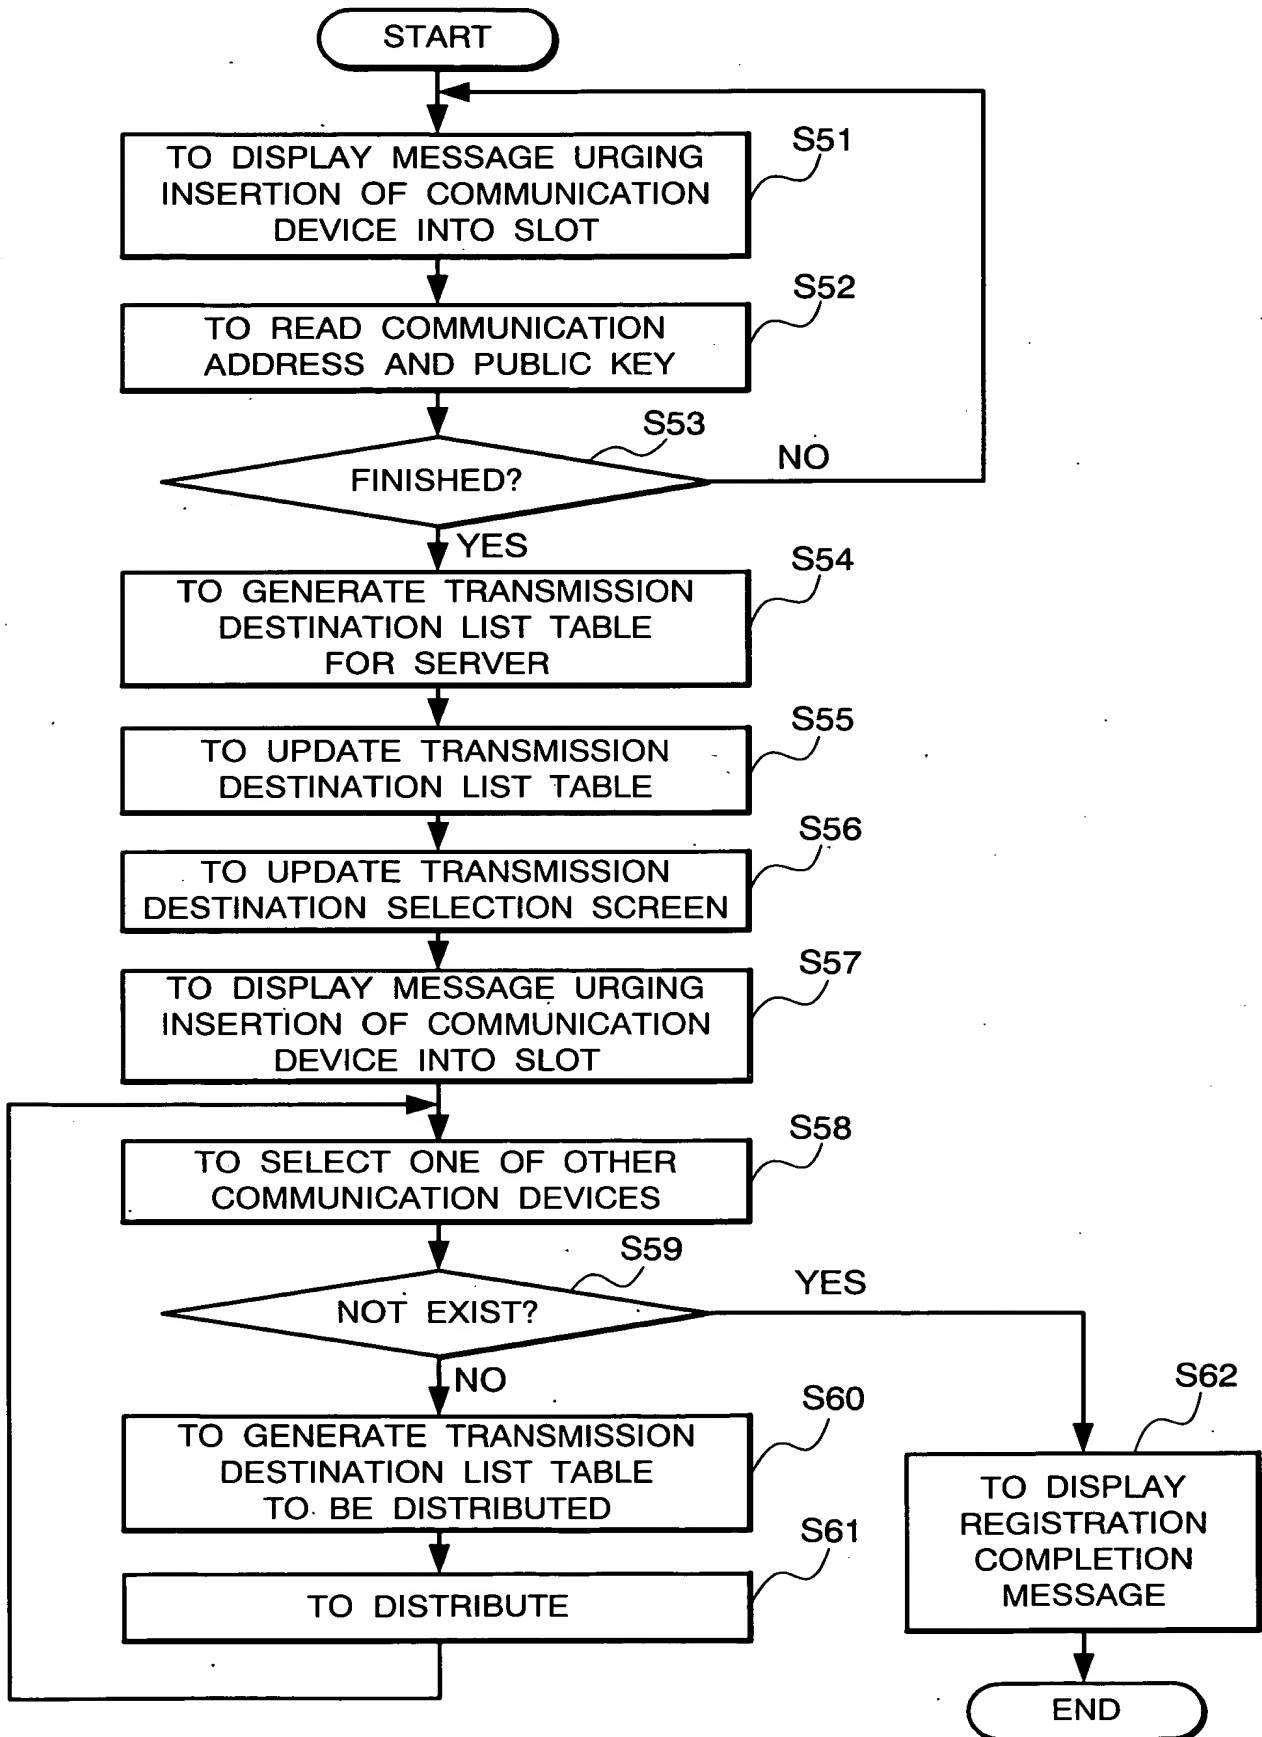 START
S51
TO DISPLAY MESSAGE URGING
INSERTION OF COMMUNICATION
DEVICE INTO SLOT
S52
TO READ COMMUNICATION
ADDRESS AND PUBLIC KEY
S53
FINISHED?
NO
YES
S54
TO GENERATE TRANSMISSION
DESTINATION LIST TABLE
FOR SERVER
S55
TO UPDATE TRANSMISSION
DESTINATION LIST TABLE
S56
TO UPDATE TRANSMISSION
DESTINATION SELECTION SCREEN
S57
TO DISPLAY MESSAGE URGING
INSERTION OF COMMUNICATION
DEVICE INTO SLOT
S58
TO SELECT ONE OF OTHER
COMMUNICATION DEVICES
S59
NOT EXIST?
YES
NO
S60
TO GENERATE TRANSMISSION
DESTINATION LIST TABLE
TO BE DISTRIBUTED
S61
TO DISTRIBUTE
S62
TO DISPLAY
REGISTRATION
COMPLETION
MESSAGE
END